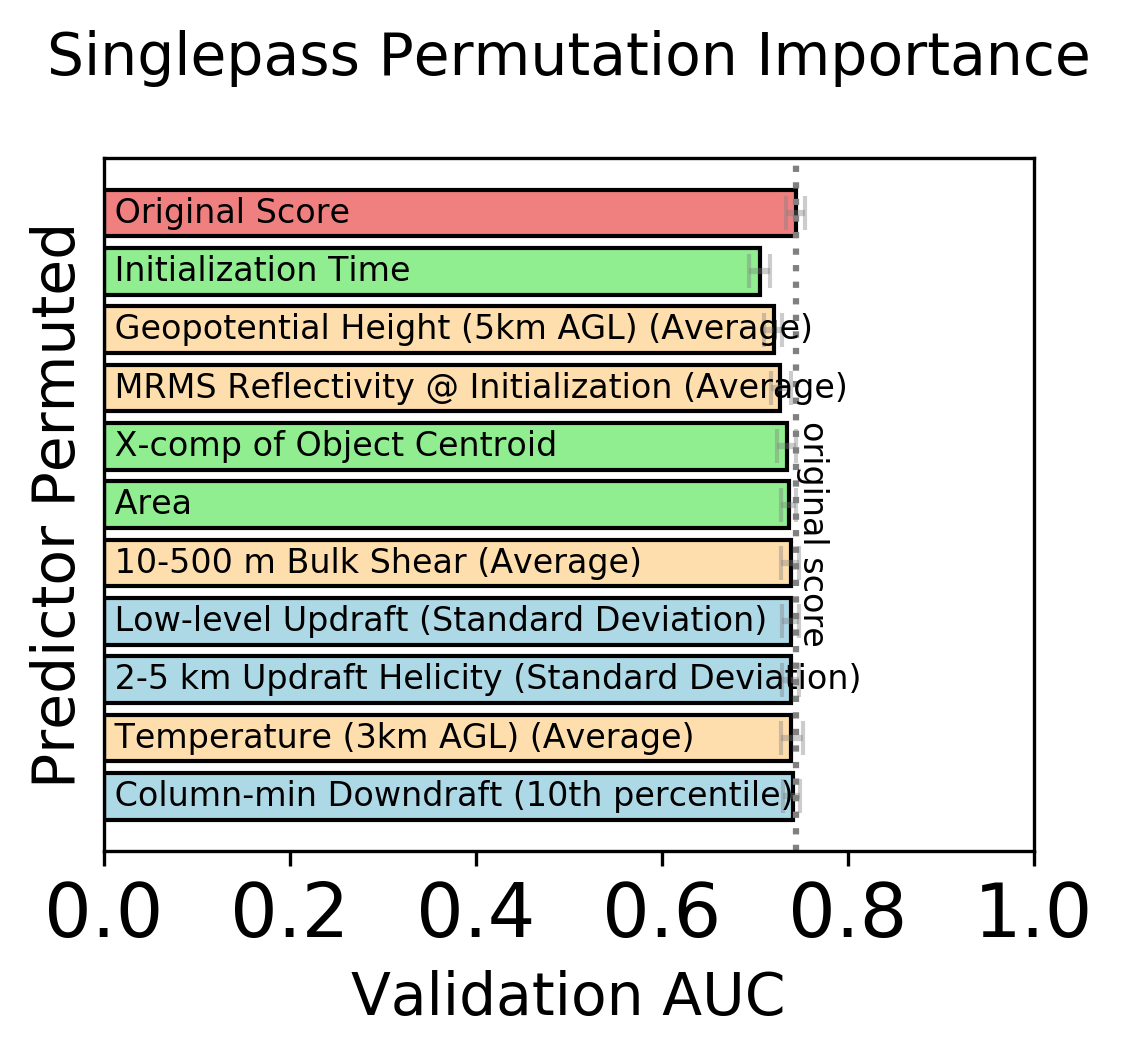 Singlepass Permutation Importance
Predictor Permuted
Original Score
Initialization Time
Geopotential Height (5km AGL) (Average)
MRMS Reflectivity @ Initialization (Average)
X-comp of Object Centroid
Area
10-500 m Bulk Shear (Average)
Low-level Updraft (Standard Deviation)
2-5 km Updraft Helicity (Standard Deviation)
Temperature (3km AGL) (Average)
Column-min Downdraft (10th percentile)
original score
0.0 0.2 0.4 0.6 0.8 1.0
Validation AUC